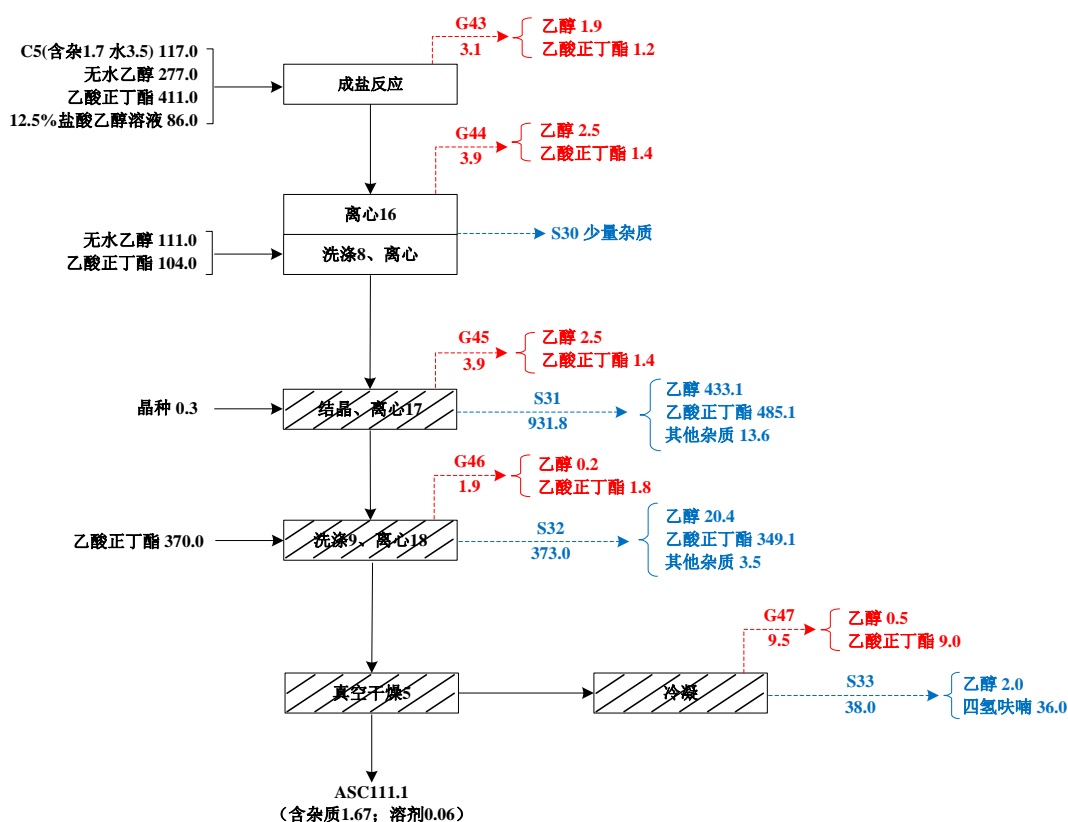 G43
3.1
乙醇 1.9
乙酸正丁酯 1.2
C5(含杂1.7 水3.5) 117.0
无水乙醇 277.0
乙酸正丁酯 411.0
12.5%盐酸乙醇溶液 86.0
成盐反应
G44
3.9
乙醇 2.5
乙酸正丁酯 1.4
离心16
S30 少量杂质
无水乙醇 111.0
乙酸正丁酯 104.0
洗涤8、离心
G45
3.9
乙醇 2.5
乙酸正丁酯 1.4
晶种 0.3
结晶、离心17
S31
931.8
乙醇 433.1
乙酸正丁酯 485.1
其他杂质 13.6
G46
1.9
乙醇 0.2
乙酸正丁酯 1.8
乙酸正丁酯 370.0
洗涤9、离心18
S32
373.0
乙醇 20.4
乙酸正丁酯 349.1
其他杂质 3.5
G47
9.5
乙醇 0.5
乙酸正丁酯 9.0
真空干燥5
冷凝
S33
38.0
乙醇 2.0
四氢呋喃 36.0
ASC111.1
（含杂质1.67；溶剂0.06）